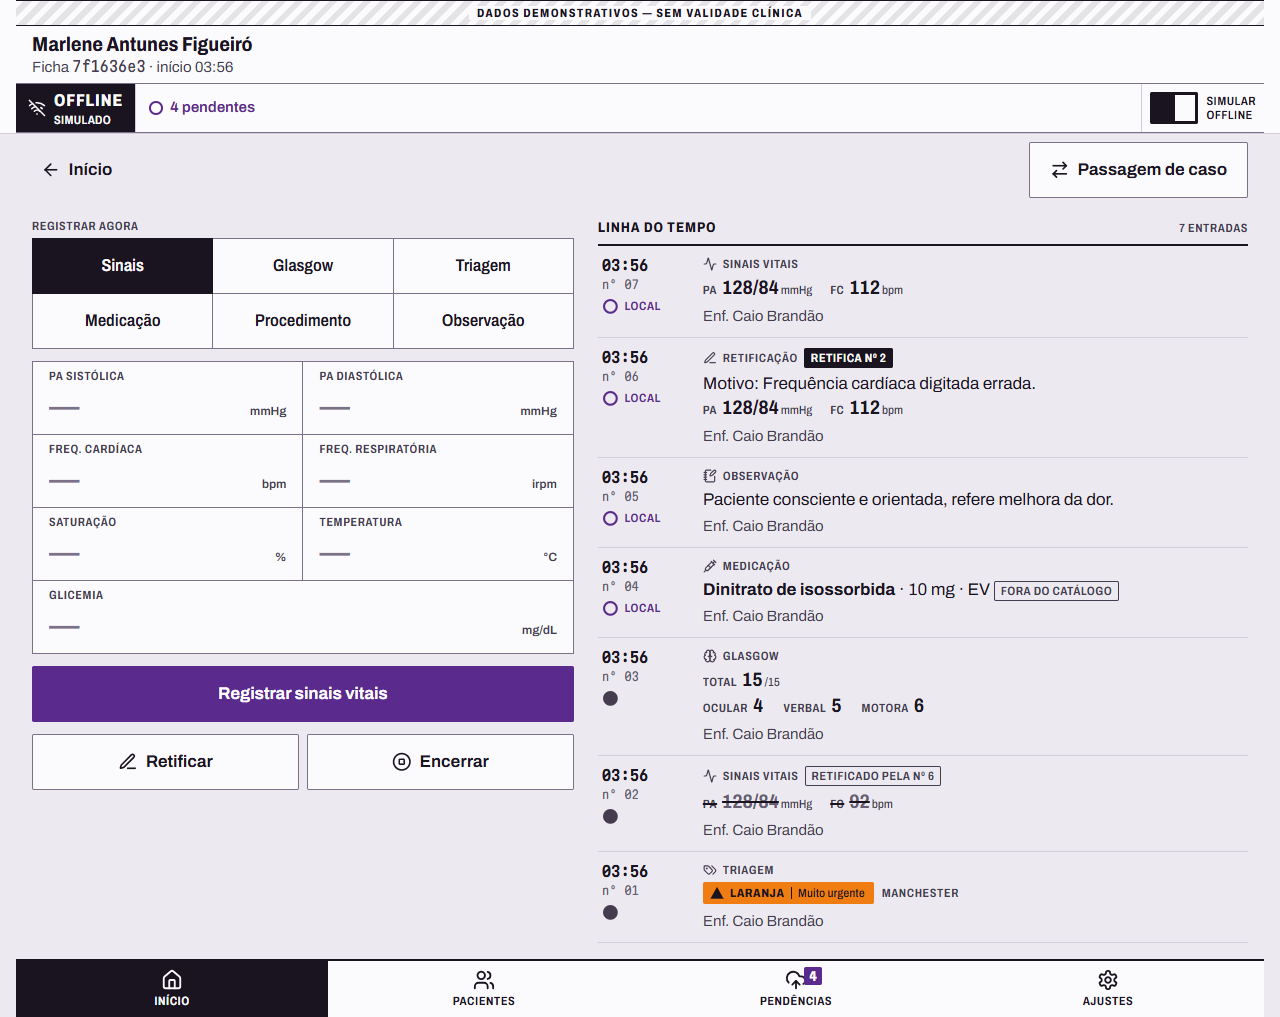 DADOS DEMONSTRATIVOS — SEM VALIDADE CLÍNICA
Marlene Antunes Figueiró
Ficha 7f1636e3 · início 03:56
OFFLINE
SIMULADO
4 pendentes
SIMULAR
OFFLINE
Início
Passagem de caso
REGISTRAR AGORA
Sinais
Glasgow
Triagem
Medicação
Procedimento
Observação
PA SISTÓLICA
— mmHg
PA DIASTÓLICA
— mmHg
FREQ. CARDÍACA
— bpm
FREQ. RESPIRATÓRIA
— irpm
SATURAÇÃO
— %
TEMPERATURA
— °C
GLICEMIA
— mg/dL
Registrar sinais vitais
Retificar
Encerrar
LINHA DO TEMPO
7 ENTRADAS
03:56
n° 07
LOCAL
SINAIS VITAIS
PA 128/84 mmHg FC 112 bpm
Enf. Caio Brandão
03:56
n° 06
LOCAL
RETIFICAÇÃO RETIFICA Nº 2
Motivo: Frequência cardíaca digitada errada.
PA 128/84 mmHg FC 112 bpm
Enf. Caio Brandão
03:56
n° 05
LOCAL
OBSERVAÇÃO
Paciente consciente e orientada, refere melhora da dor.
Enf. Caio Brandão
03:56
n° 04
LOCAL
MEDICAÇÃO
Dinitrato de isossorbida · 10 mg · EV FORA DO CATÁLOGO
Enf. Caio Brandão
03:56
n° 03
GLASGOW
TOTAL 15 /15
OCULAR 4 VERBAL 5 MOTORA 6
Enf. Caio Brandão
03:56
n° 02
SINAIS VITAIS RETIFICADO PELA Nº 6
PA 128/84 mmHg FC 92 bpm
Enf. Caio Brandão
03:56
n° 01
TRIAGEM
LARANJA | Muito urgente MANCHESTER
Enf. Caio Brandão
INÍCIO
PACIENTES
4
PENDÊNCIAS
AJUSTES